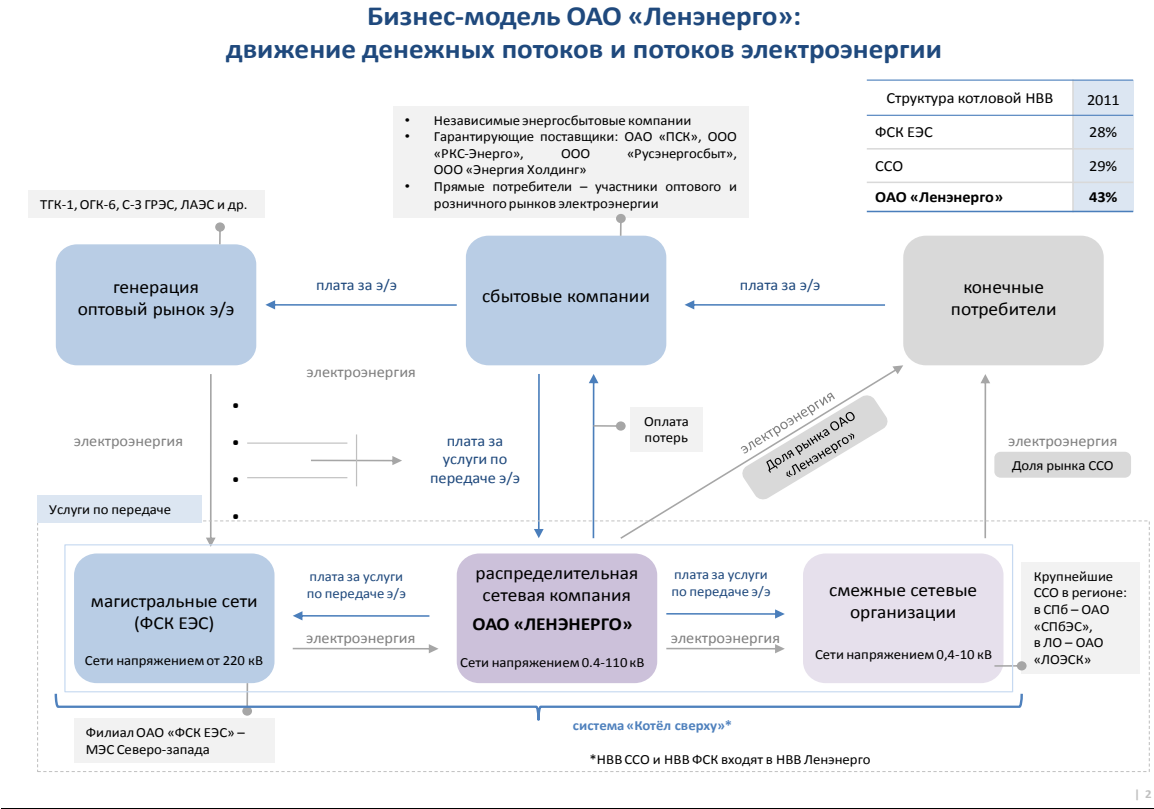 Бизнес-модель ОАО «Ленэнерго»:
движение денежных потоков и потоков электроэнергии
Структура котловой НВВ 2011
ФСК ЕЭС 28%
ССО 29%
ОАО «Ленэнерго» 43%
• Независимые энергосбытовые компании
• Гарантирующие поставщики: ОАО «ПСК», ООО
«РКС-Энерго», ООО «Русэнергосбыт»,
ООО «Энергия Холдинг»
• Прямые потребители – участники оптового и
розничного рынков электроэнергии
ТГК-1, ОГК-6, С-З ГРЭС, ЛАЭС и др.
генерация
оптовый рынок э/э
плата за э/э
сбытовые компании
плата за э/э
конечные
потребители
электроэнергия
электроэнергия
плата за
услуги по
передаче э/э
Оплата
потерь
электроэнергия
Доля рынка ОАО
«Ленэнерго»
электроэнергия
Доля рынка ССО
Услуги по передаче
магистральные сети
(ФСК ЕЭС)
Сети напряжением от 220 кВ
плата за услуги
по передаче э/э
электроэнергия
распределительная
сетевая компания
ОАО «ЛЕНЭНЕРГО»
Сети напряжением 0.4-110 кВ
плата за услуги
по передаче э/э
электроэнергия
смежные сетевые
организации
Сети напряжением 0,4-10 кВ
Крупнейшие
ССО в регионе:
в СПб – ОАО
«СПбЭС»,
в ЛО – ОАО
«ЛОЭСК»
Филиал ОАО «ФСК ЕЭС» –
МЭС Северо-запада
система «Котёл сверху»*
*НВВ ССО и НВВ ФСК входят в НВВ Ленэнерго
| 2